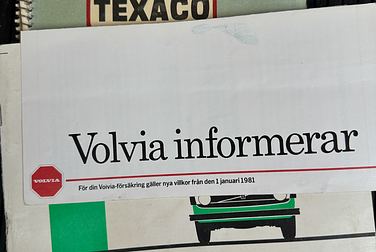 TEXACO
Volvia informerar
VOLVIA
För din Volvia-försäkring gäller nya villkor från den 1 januari 1981